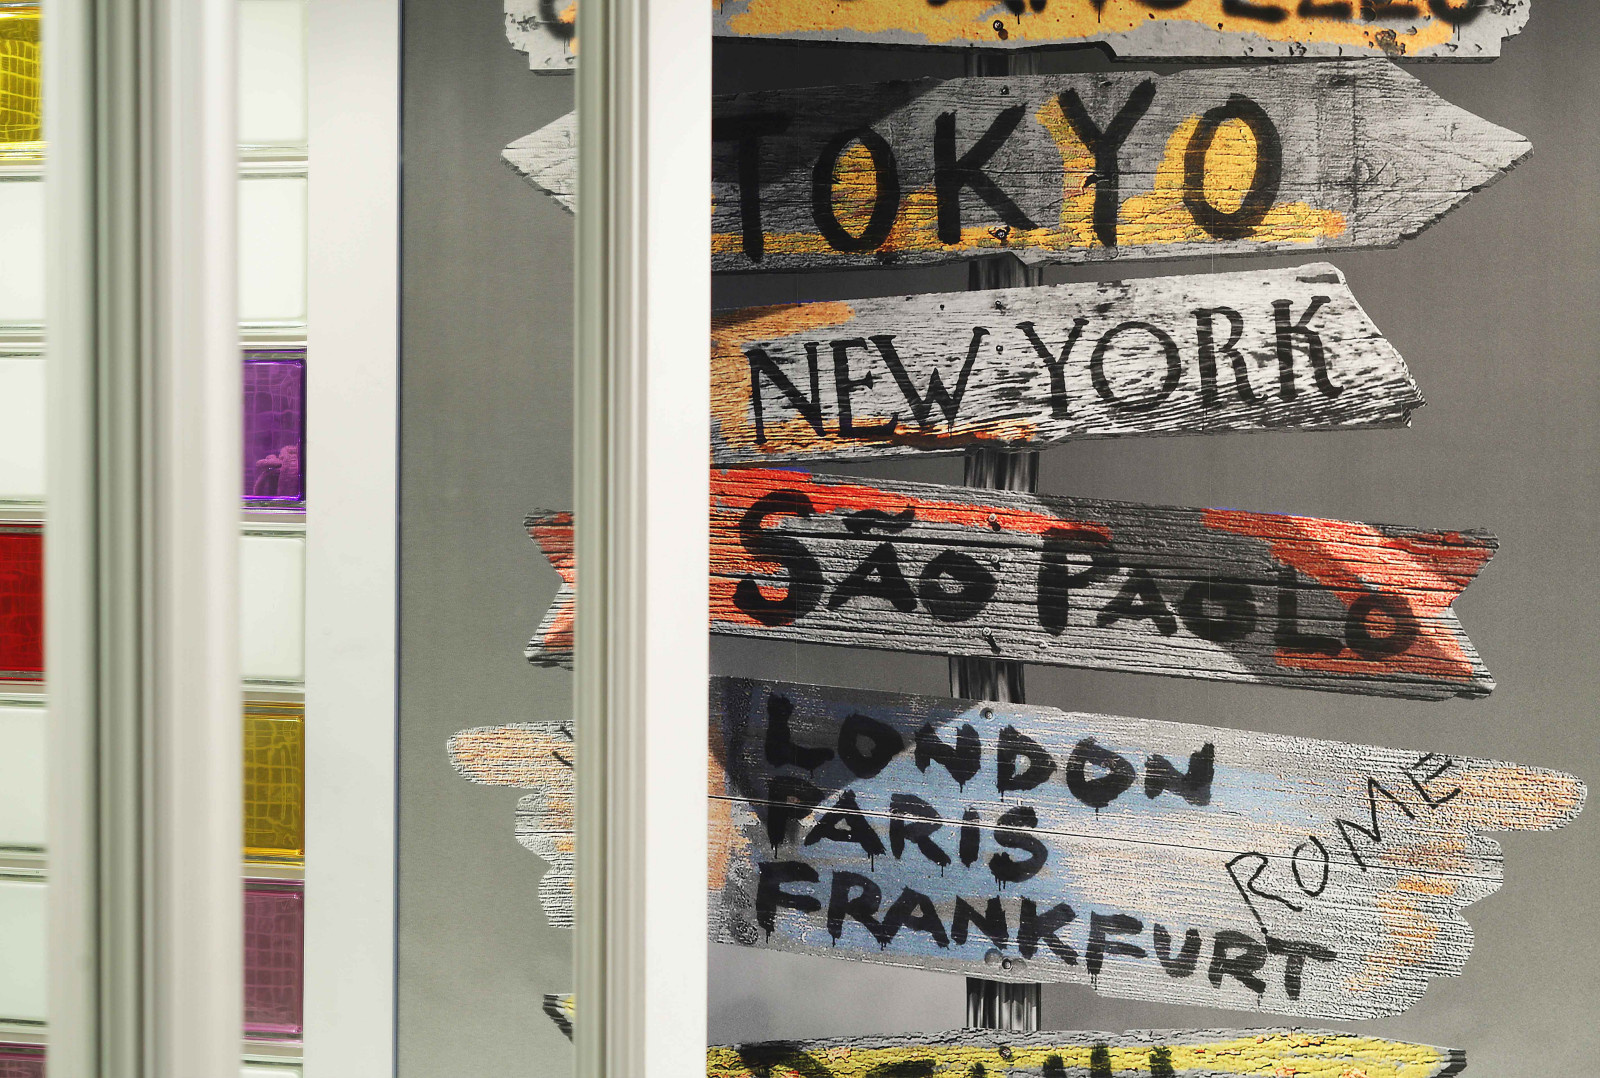 TOKYO
NEW YORK
SÃO PAOLO
LONDON
PARIS
FRANKFURT
ROME